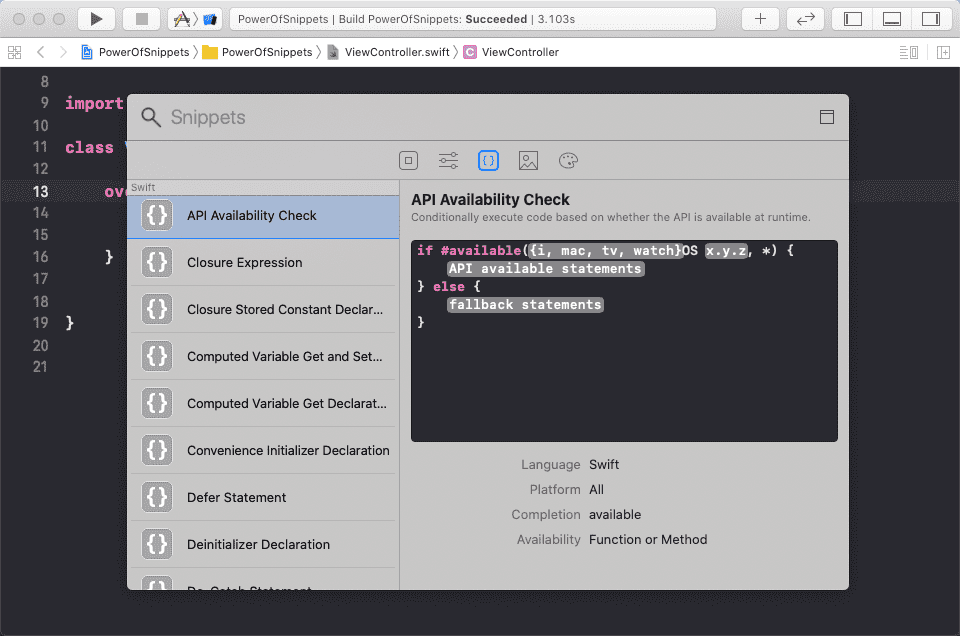 PowerOfSnippets | Build PowerOfSnippets: Succeeded | 3.103s
PowerOfSnippets PowerOfSnippets ViewController.swift ViewController
8
9 import
10
11 class
12
13 ove
14
15
16 }
17
18
19 }
20
21
Snippets
Swift
API Availability Check
Closure Expression
Closure Stored Constant Declar...
Computed Variable Get and Set...
Computed Variable Get Declarat...
Convenience Initializer Declaration
Defer Statement
Deinitializer Declaration
API Availability Check
Conditionally execute code based on whether the API is available at runtime.
if #available({i, mac, tv, watch}OS x.y.z, *) {
API available statements
} else {
fallback statements
}
Language Swift
Platform All
Completion available
Availability Function or Method